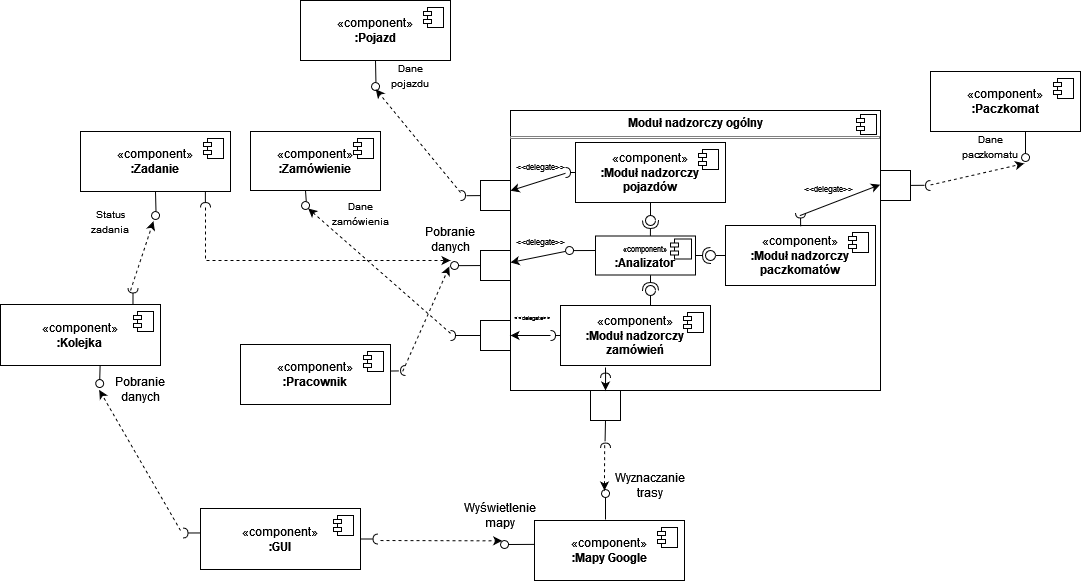 «component»
:Pojazd
Dane
pojazdu
«component»
:Paczkomat
Dane
paczkomatu
Moduł nadzorczy ogólny
«component»
:Zadanie
Status
zadania
«component»
:Zamówienie
Dane
zamówienia
<<delegate>>
«component»
:Moduł nadzorczy
pojazdów
<<delegate>>
Pobranie
danych
<<delegate>>
«component»
:Analizator
«component»
:Moduł nadzorczy
paczkomatów
<<delegate>>
«component»
:Moduł nadzorczy
zamówień
«component»
:Kolejka
«component»
:Pracownik
Pobranie
danych
Wyznaczanie
trasy
Wyświetlenie
mapy
«component»
:GUI
«component»
:Mapy Google